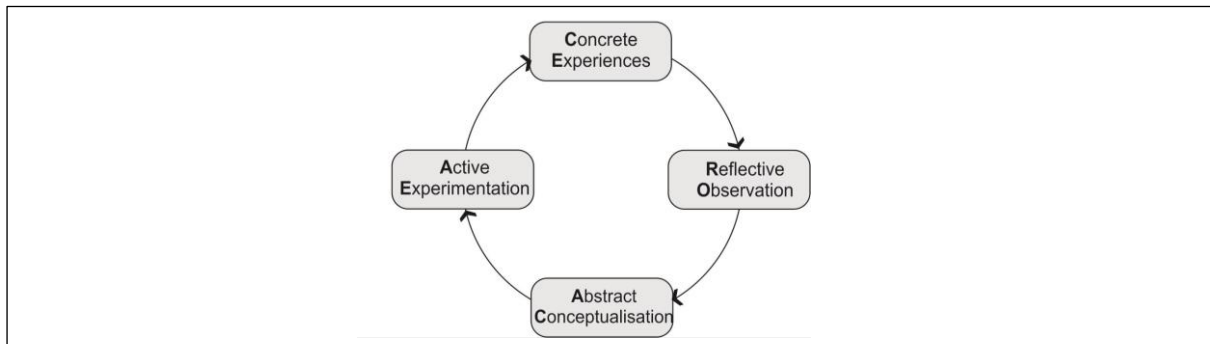 Concrete
Experiences
Reflective
Observation
Abstract
Conceptualisation
Active
Experimentation